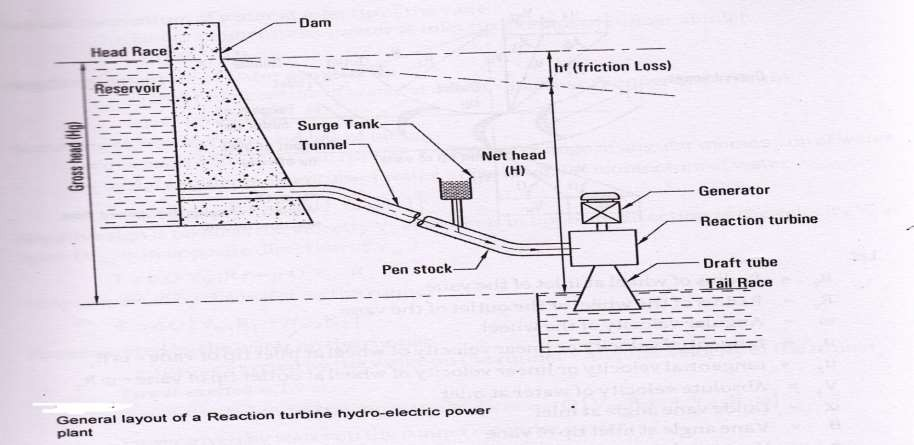 Dam
Head Race
hf (friction Loss)
Reservoir
Gross head (Hg)
Surge Tank
Tunnel
Net head
(H)
Generator
Reaction turbine
Pen stock
Draft tube
Tail Race
General layout of a Reaction turbine hydro-electric power
plant